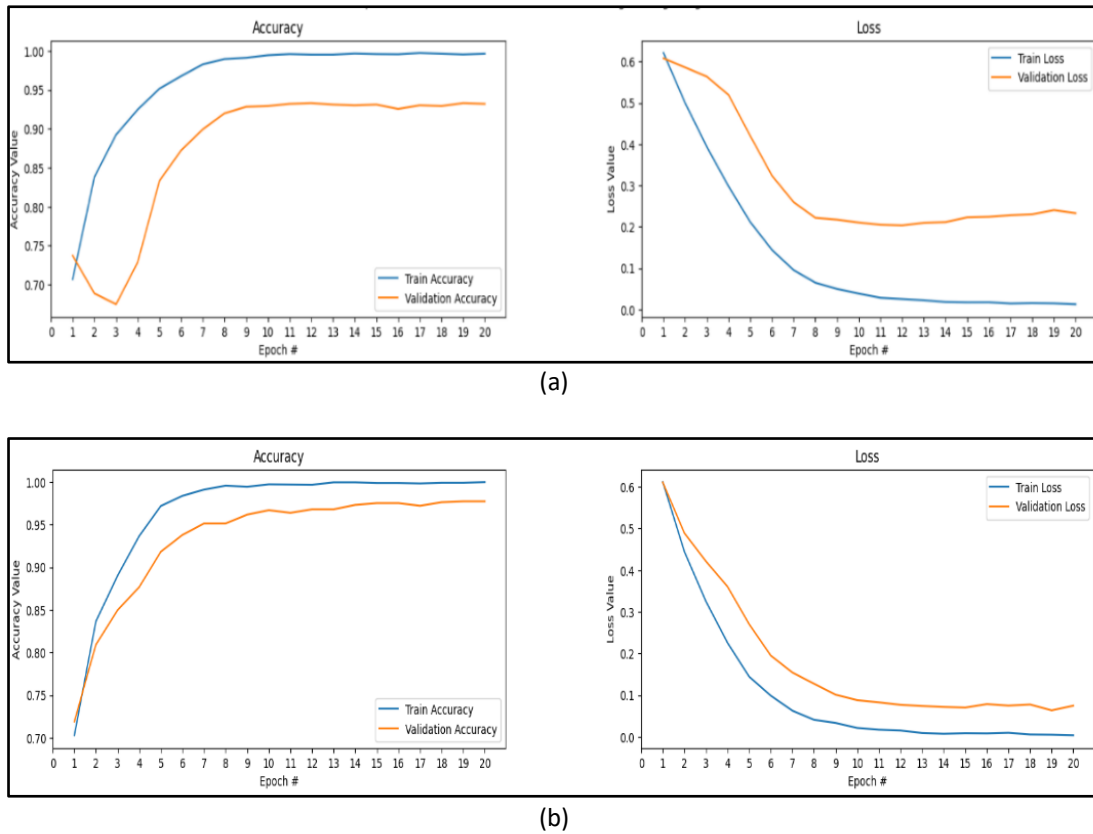 Accuracy
Accuracy Value
1.00
0.95
0.90
0.85
0.80
0.75
0.70
Train Accuracy
Validation Accuracy
0 1 2 3 4 5 6 7 8 9 10 11 12 13 14 15 16 17 18 19 20
Epoch #
Loss
Loss Value
0.6
0.5
0.4
0.3
0.2
0.1
0.0
Train Loss
Validation Loss
0 1 2 3 4 5 6 7 8 9 10 11 12 13 14 15 16 17 18 19 20
Epoch #
(a)
Accuracy
Accuracy Value
1.00
0.95
0.90
0.85
0.80
0.75
0.70
Train Accuracy
Validation Accuracy
0 1 2 3 4 5 6 7 8 9 10 11 12 13 14 15 16 17 18 19 20
Epoch #
Loss
Loss Value
0.6
0.5
0.4
0.3
0.2
0.1
0.0
Train Loss
Validation Loss
0 1 2 3 4 5 6 7 8 9 10 11 12 13 14 15 16 17 18 19 20
Epoch #
(b)